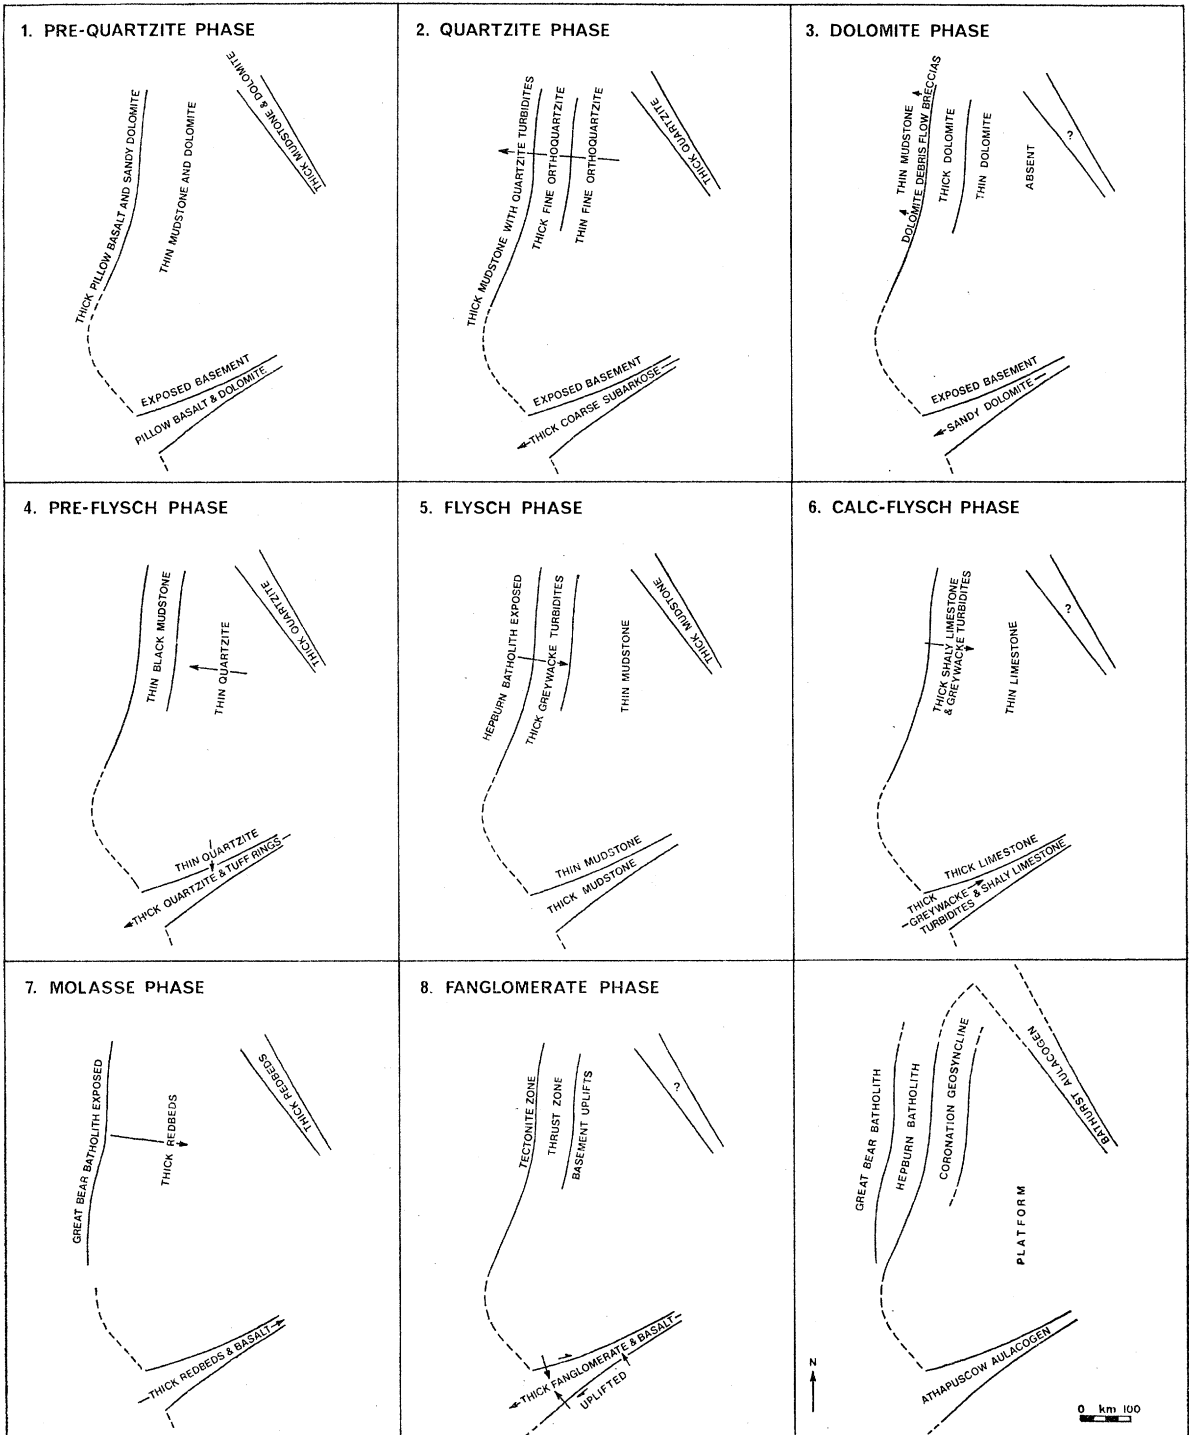 1. PRE-QUARTZITE PHASE
THICK PILLOW BASALT AND SANDY DOLOMITE
THIN MUDSTONE AND DOLOMITE
THICK MUDSTONE & DOLOMITE
EXPOSED BASEMENT
PILLOW BASALT & DOLOMITE
2. QUARTZITE PHASE
THICK MUDSTONE WITH QUARTZITE TURBIDITES
THICK FINE ORTHOQUARTZITE
THIN FINE ORTHOQUARTZITE
THICK QUARTZITE
EXPOSED BASEMENT
THICK COARSE SUBARKOSE
3. DOLOMITE PHASE
THIN MUDSTONE
DOLOMITE DEBRIS FLOW BRECCIAS
THICK DOLOMITE
THIN DOLOMITE
ABSENT
?
EXPOSED BASEMENT
SANDY DOLOMITE
4. PRE-FLYSCH PHASE
THIN BLACK MUDSTONE
THIN QUARTZITE
THICK QUARTZITE
THIN QUARTZITE
THICK QUARTZITE & TUFF RINGS
5. FLYSCH PHASE
HEPBURN BATHOLITH EXPOSED
THICK GREYWACKE TURBIDITES
THIN MUDSTONE
THICK MUDSTONE
THIN MUDSTONE
THICK MUDSTONE
6. CALC-FLYSCH PHASE
THICK SHALY LIMESTONE
& GREYWACKE TURBIDITES
THIN LIMESTONE
?
THICK LIMESTONE
THICK
GREYWACKE & SHALY LIMESTONE
TURBIDITES
7. MOLASSE PHASE
GREAT BEAR BATHOLITH EXPOSED
THICK REDBEDS
THICK REDBEDS
THICK REDBEDS & BASALT
8. FANGLOMERATE PHASE
TECTONITE ZONE
THRUST ZONE
BASEMENT UPLIFTS
?
THICK FANGLOMERATE & BASALT
UPLIFTED
GREAT BEAR BATHOLITH
HEPBURN BATHOLITH
CORONATION GEOSYNCLINE
BATHURST AULACOGEN
PLATFORM
ATHAPUSCOW AULACOGEN
N
0 km 100